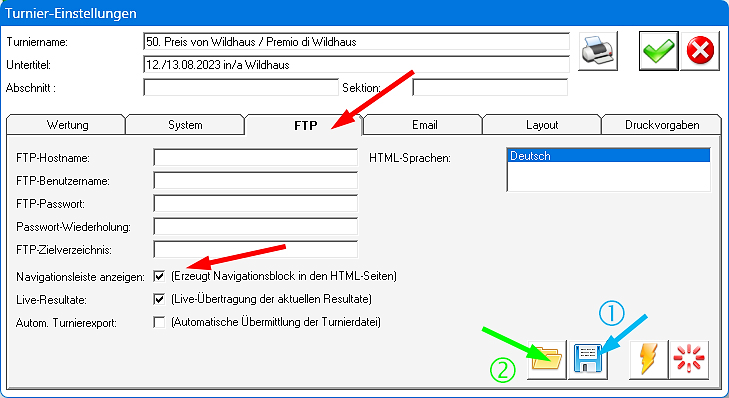 Turnier-Einstellungen
Turniername: 50. Preis von Wildhaus / Premio di Wildhaus
Untertitel: 12./13.08.2023 in/a Wildhaus
Abschnitt : Sektion:
Wertung System FTP Email Layout Druckvorgaben
FTP-Hostname: HTML-Sprachen: Deutsch
FTP-Benutzername:
FTP-Passwort:
Passwort-Wiederholung:
FTP-Zielverzeichnis:
Navigationsleiste anzeigen: (Erzeugt Navigationsblock in den HTML-Seiten)
Live-Resultate: (Live-Übertragung der aktuellen Resultate)
Autom. Turnierexport: (Automatische Übermittlung der Turnierdatei)
①
②